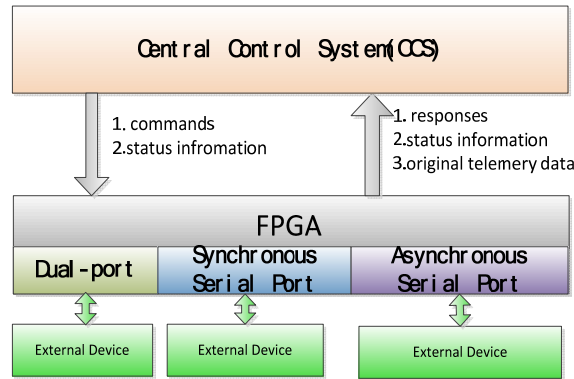 Central Control System(CCS)
1. commands
2.status infromation
1. responses
2.status information
3.original telemery data
FPGA
Dual-port
Synchronous
Serial Port
Asynchronous
Serial Port
External Device
External Device
External Device